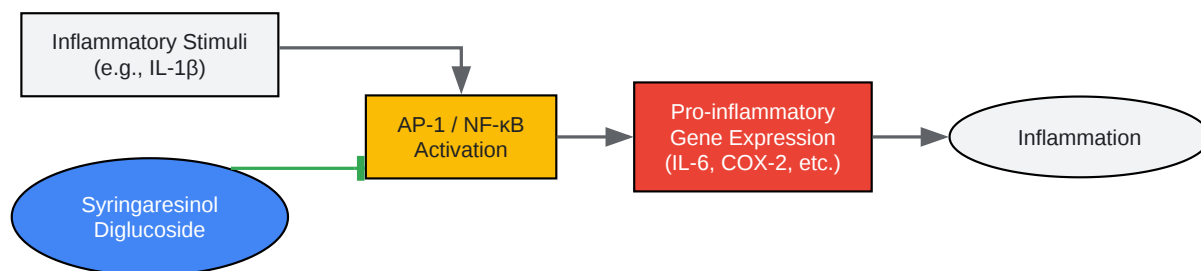 Inflammatory Stimuli
(e.g., IL-1β)
AP-1 / NF-κB
Activation
Pro-inflammatory
Gene Expression
(IL-6, COX-2, etc.)
Inflammation
Syringaresinol
Diglucoside